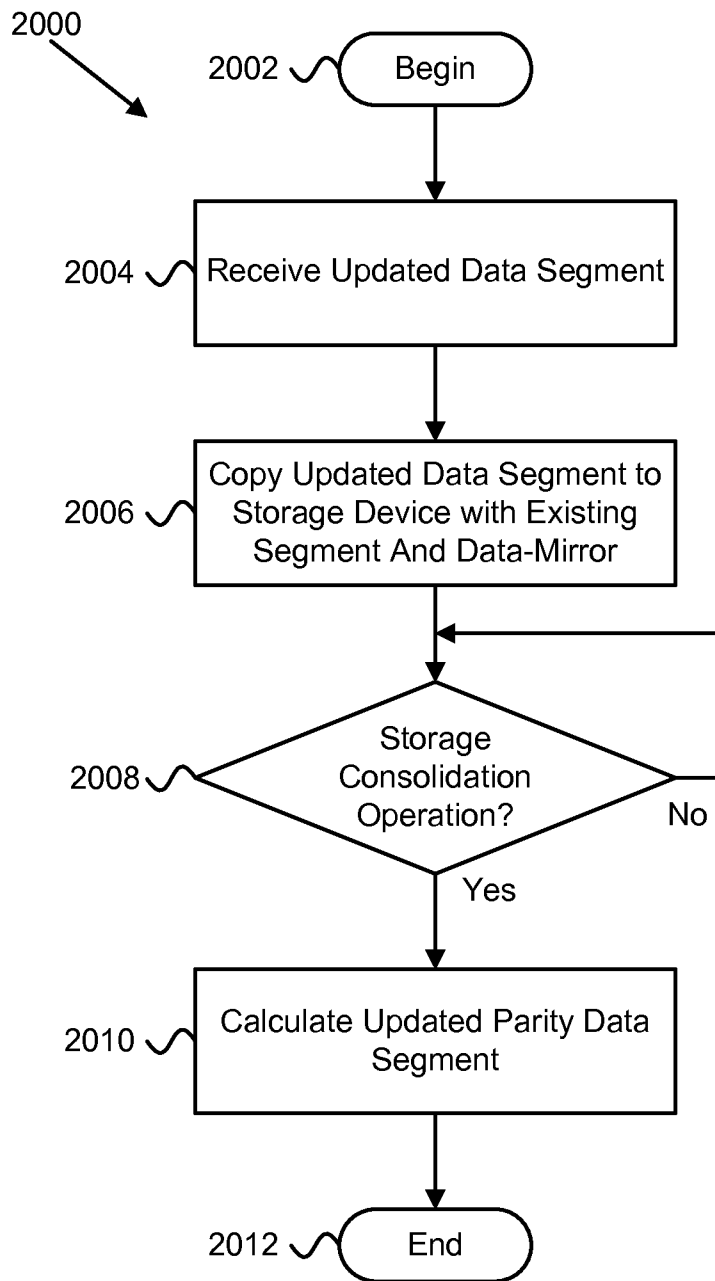 2000
2002
Begin
2004
Receive Updated Data Segment
2006
Copy Updated Data Segment to
Storage Device with Existing
Segment And Data-Mirror
2008
Storage
Consolidation
Operation?
No
Yes
2010
Calculate Updated Parity Data
Segment
2012
End